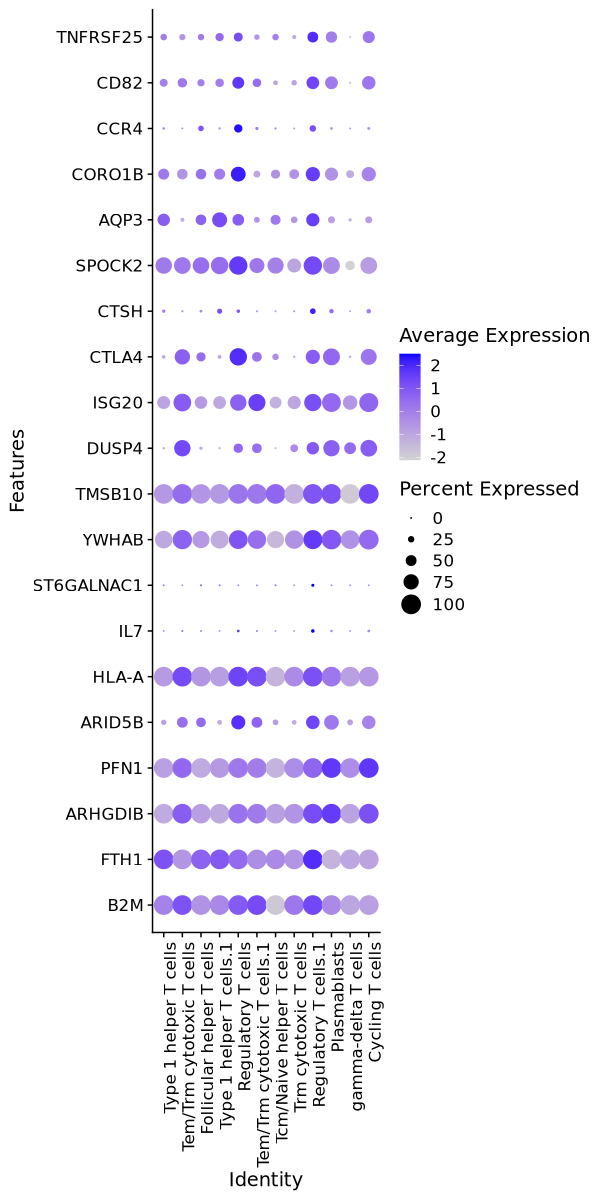 TNFRSF25
CD82
CCR4
CORO1B
AQP3
SPOCK2
CTSH
CTLA4
ISG20
DUSP4
TMSB10
YWHAB
ST6GALNAC1
IL7
HLA-A
ARID5B
PFN1
ARHGDIB
FTH1
B2M
Features
Type 1 helper T cells
Tem/Trm cytotoxic T cells
Follicular helper T cells
Type 1 helper T cells.1
Regulatory T cells
Tem/Trm cytotoxic T cells.1
Tcm/Naive helper T cells
Trm cytotoxic T cells
Regulatory T cells.1
Plasmablasts
gamma-delta T cells
Cycling T cells
Identity
Average Expression
2
1
0
-1
-2
Percent Expressed
0
25
50
75
100